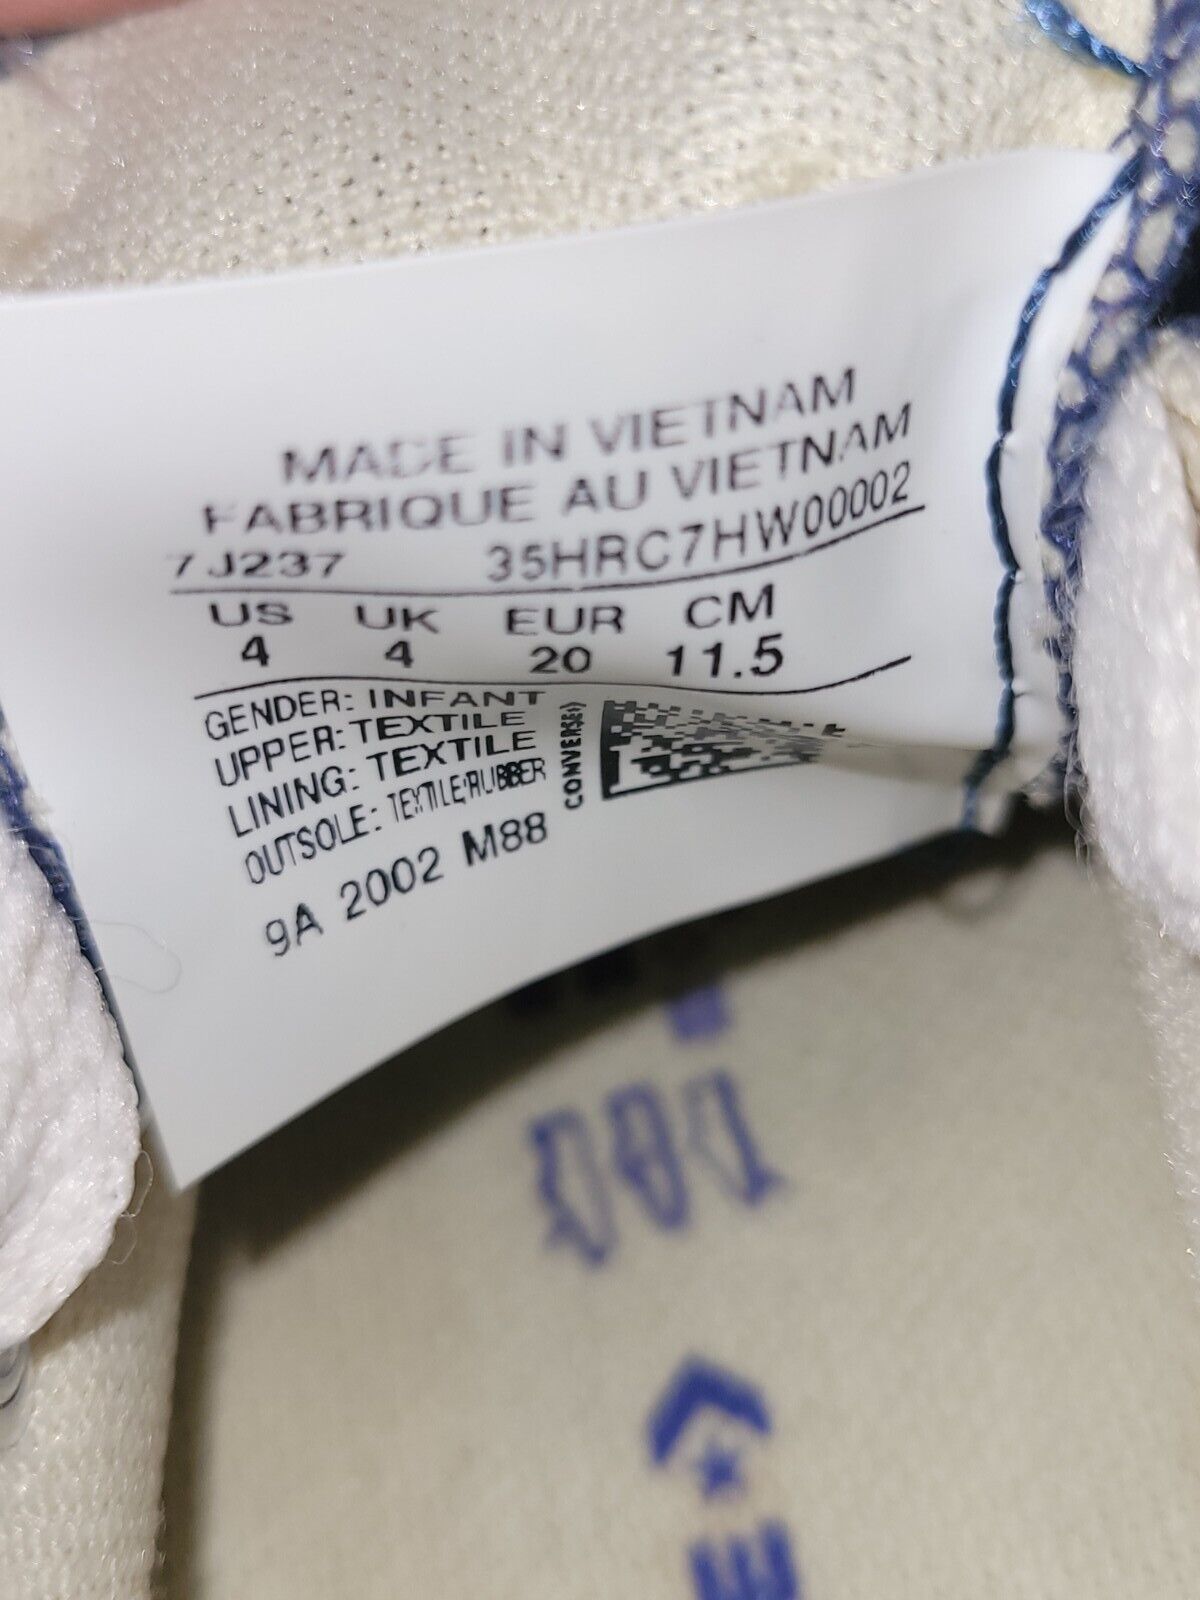 MADE IN VIETNAM
FABRIQUE AU VIETNAM
7J237 35HRC7HW00002
US UK EUR CM
4 4 20 11.5
GENDER: INFANT
UPPER: TEXTILE
LINING: TEXTILE
OUTSOLE: TEXTILE/RUBBER
CONVERSE
9A 2002 M88